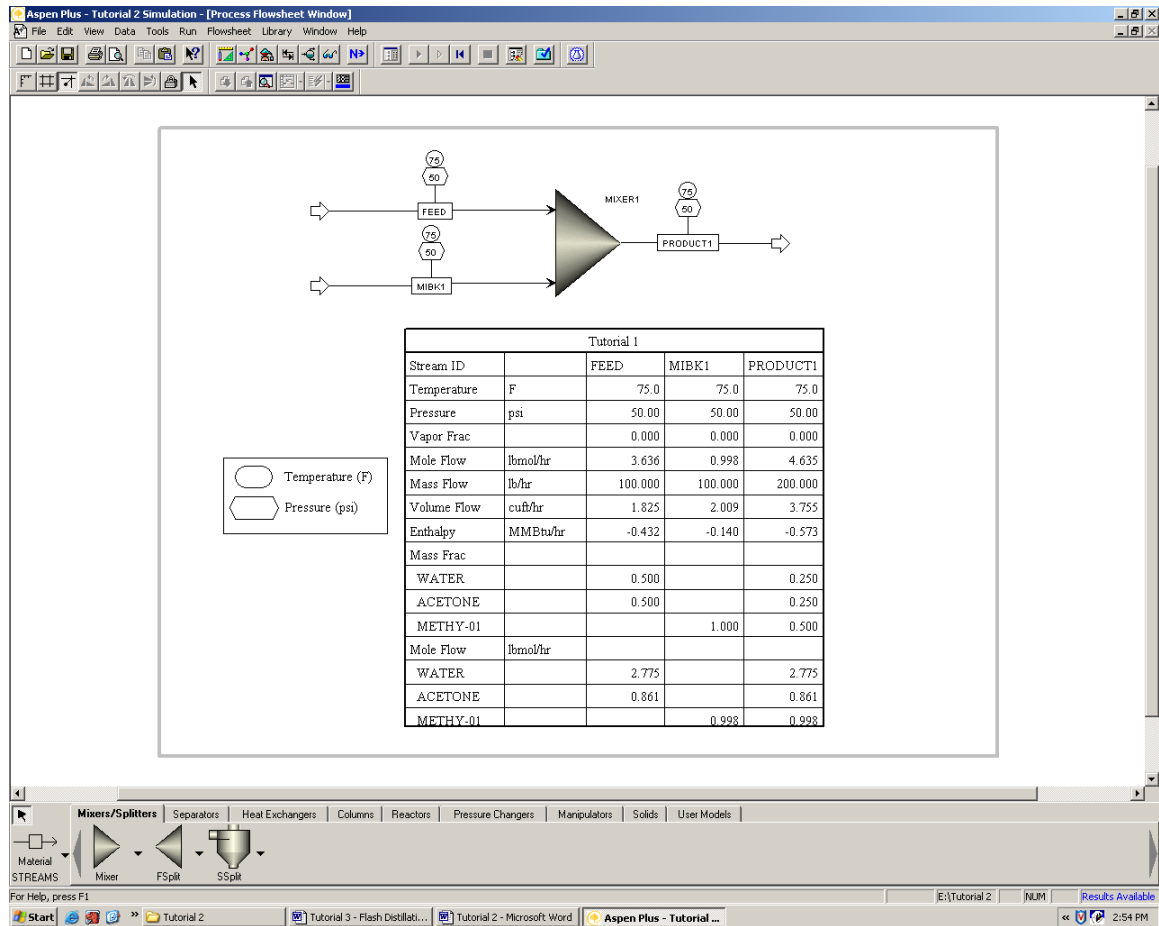 Aspen Plus - Tutorial 2 Simulation - [Process Flowsheet Window]
File Edit View Data Tools Run Flowsheet Library Window Help
N>
75
50
FEED
75
50
MIBK1
MIXER1
75
50
PRODUCT1
Temperature (F)
Pressure (psi)
Tutorial 1
Stream ID FEED MIBK1 PRODUCT1
Temperature F 75.0 75.0 75.0
Pressure psi 50.00 50.00 50.00
Vapor Frac 0.000 0.000 0.000
Mole Flow lbmol/hr 3.636 0.998 4.635
Mass Flow lb/hr 100.000 100.000 200.000
Volume Flow cuft/hr 1.825 2.009 3.755
Enthalpy MMBtu/hr -0.432 -0.140 -0.573
Mass Frac
WATER 0.500 0.250
ACETONE 0.500 0.250
METHY-01 1.000 0.500
Mole Flow lbmol/hr
WATER 2.775 2.775
ACETONE 0.861 0.861
METHY-01 0.998 0.998
Mixers/Splitters Separators Heat Exchangers Columns Reactors Pressure Changers Manipulators Solids User Models
Material
STREAMS Mixer FSplit SSplit
For Help, press F1 E:\Tutorial 2 NUM Results Available
Start » Tutorial 2 Tutorial 3 - Flash Distillati... Tutorial 2 - Microsoft Word Aspen Plus - Tutorial ... « 2:54 PM